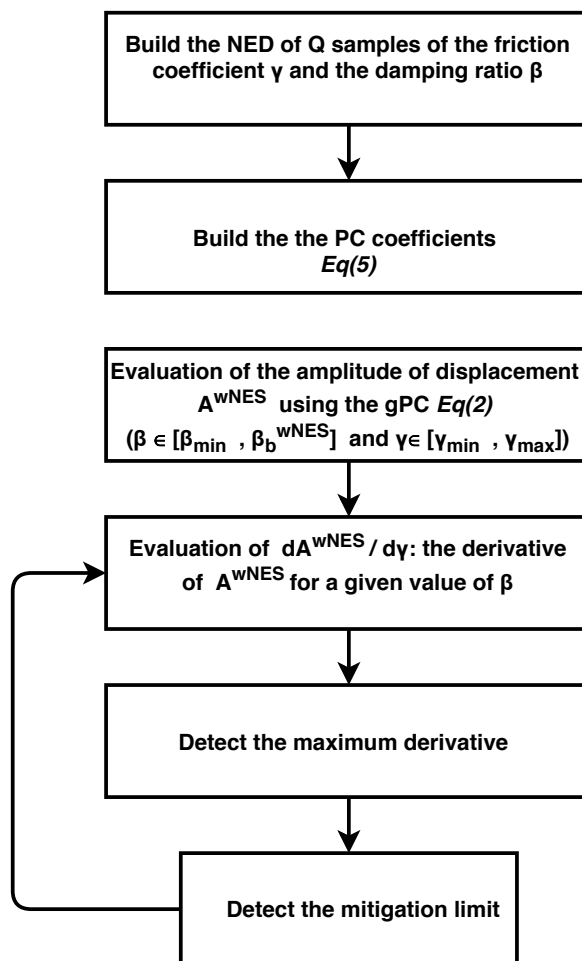 Build the NED of Q samples of the friction
coefficient γ and the damping ratio β
Build the the PC coefficients
Eq(5)
Evaluation of the amplitude of displacement
A^wNES using the gPC Eq(2)
(β ∈ [β_min , β_b^wNES] and γ∈ [γ_min , γ_max])
Evaluation of dA^wNES / dγ: the derivative
of A^wNES for a given value of β
Detect the maximum derivative
Detect the mitigation limit